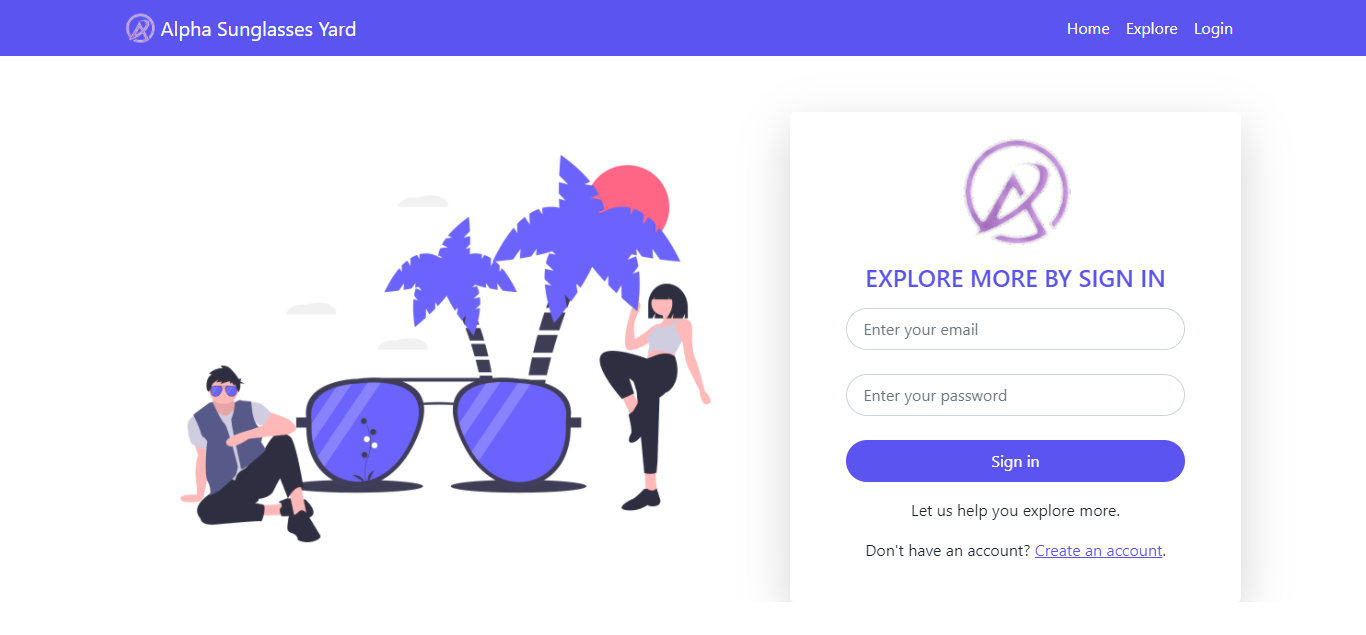 Alpha Sunglasses Yard
Home Explore Login
EXPLORE MORE BY SIGN IN
Enter your email
Enter your password
Sign in
Let us help you explore more.
Don't have an account? Create an account.